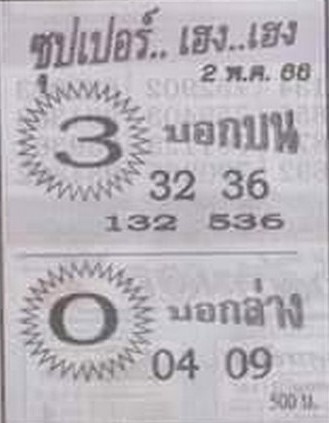 ซุปเปอร์.. เฮง..เฮง
2 พ.ค. 66
3 บอกบน
32 36
132 536
0 บอกล่าง
04 09
500 บ.